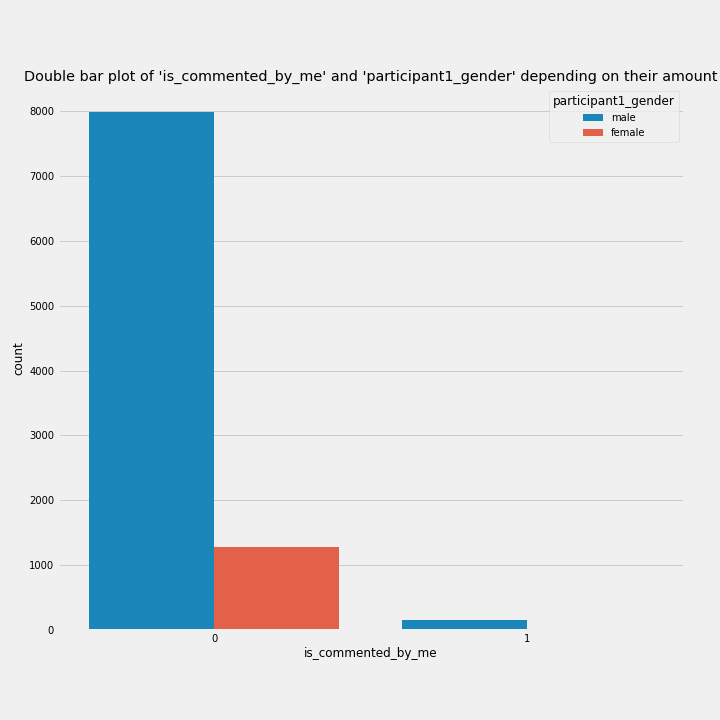 Double bar plot of 'is_commented_by_me' and 'participant1_gender' depending on their amount
participant1_gender
male
female
8000
7000
6000
5000
4000
3000
2000
1000
0
count
0 1
is_commented_by_me